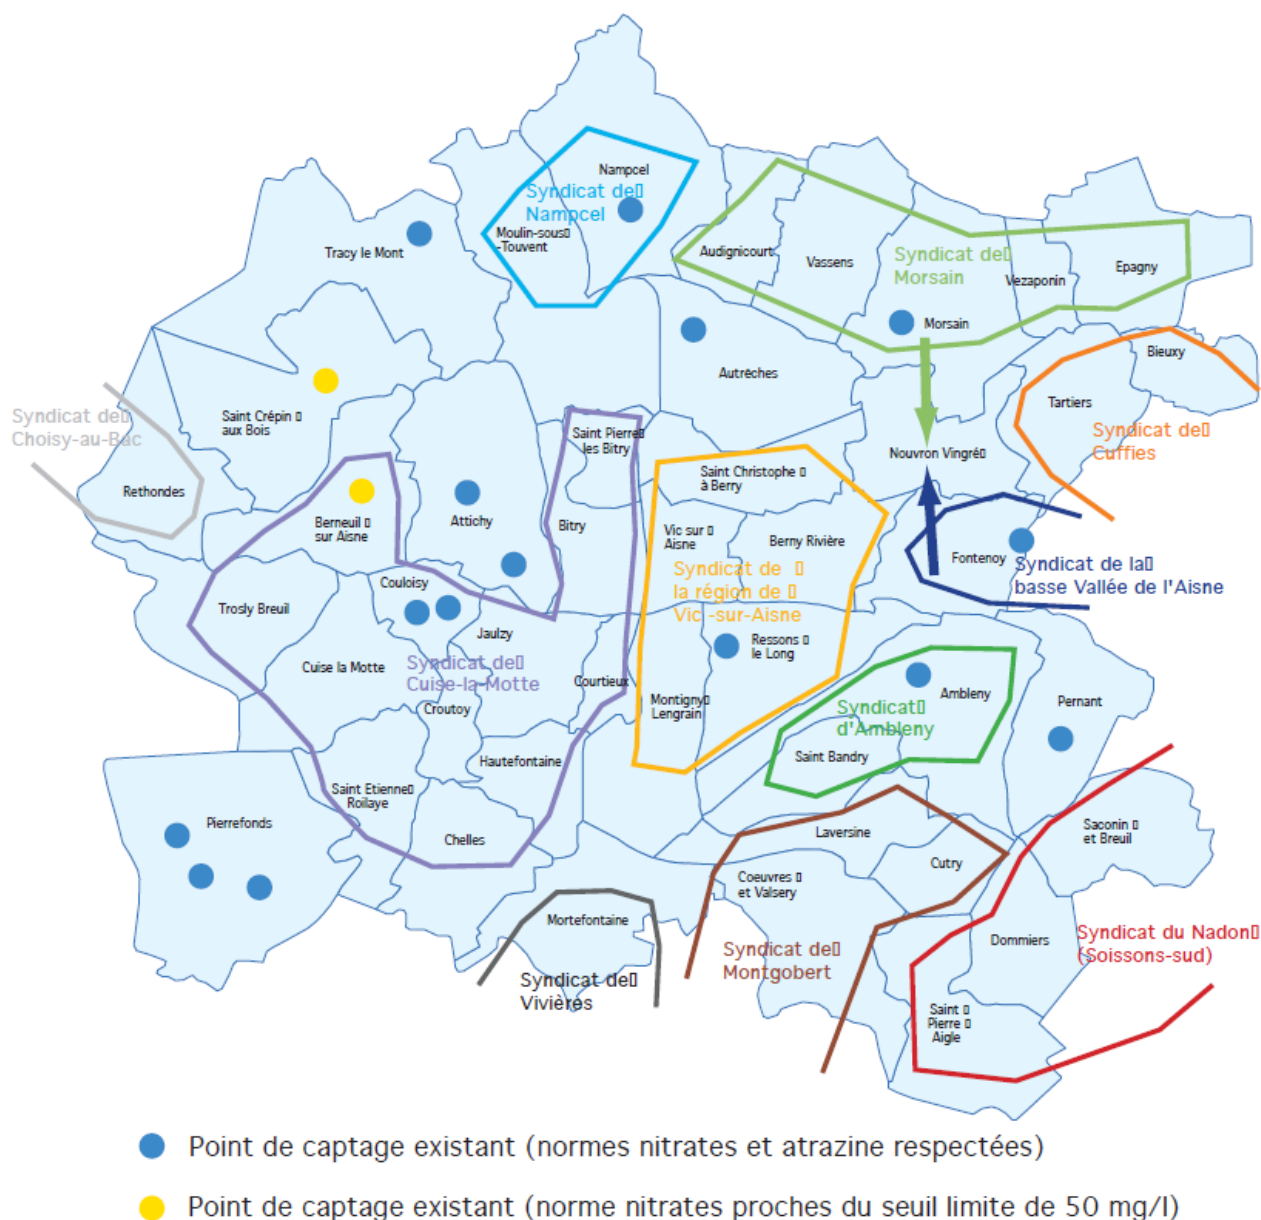 Nampcel
Syndicat de
Nampcel
Moulin-sous
-Touvent
Tracy le Mont
Audignicourt
Vassens
Syndicat de
Morsain
Vezaponin
Epagny
Morsain
Bieuxy
Autrèches
Tartiers
Syndicat de
Choisy-au-Bac
Saint Crépin
aux Bois
Saint Pierre
les Bitry
Syndicat de
Cuffies
Nouvron Vingré
Saint Christophe
à Berry
Rethondes
Berneuil
sur Aisne
Attichy
Bitry
Vic sur
Aisne
Berny Rivière
Fontenoy
Syndicat de la
basse Vallée de l'Aisne
Syndicat de
la région de
Vic -sur-Aisne
Couloisy
Trosly Breuil
Jaulzy
Ressons
le Long
Cuise la Motte
Syndicat de
Cuise-la-Motte
Courtieux
Croutoy
Montigny
Lengrain
Ambleny
Syndicat
d'Ambleny
Pernant
Saint Bandry
Hautefontaine
Saint Etienne
Roilaye
Pierrefonds
Chelles
Laversine
Saconin
et Breuil
Cutry
Coeuvres
et Valsery
Mortefontaine
Syndicat de
Montgobert
Dommiers
Syndicat du Nadon
(Soissons-sud)
Syndicat de
Vivières
Saint
Pierre
Aigle
Point de captage existant (normes nitrates et atrazine respectées)
Point de captage existant (norme nitrates proches du seuil limite de 50 mg/l)